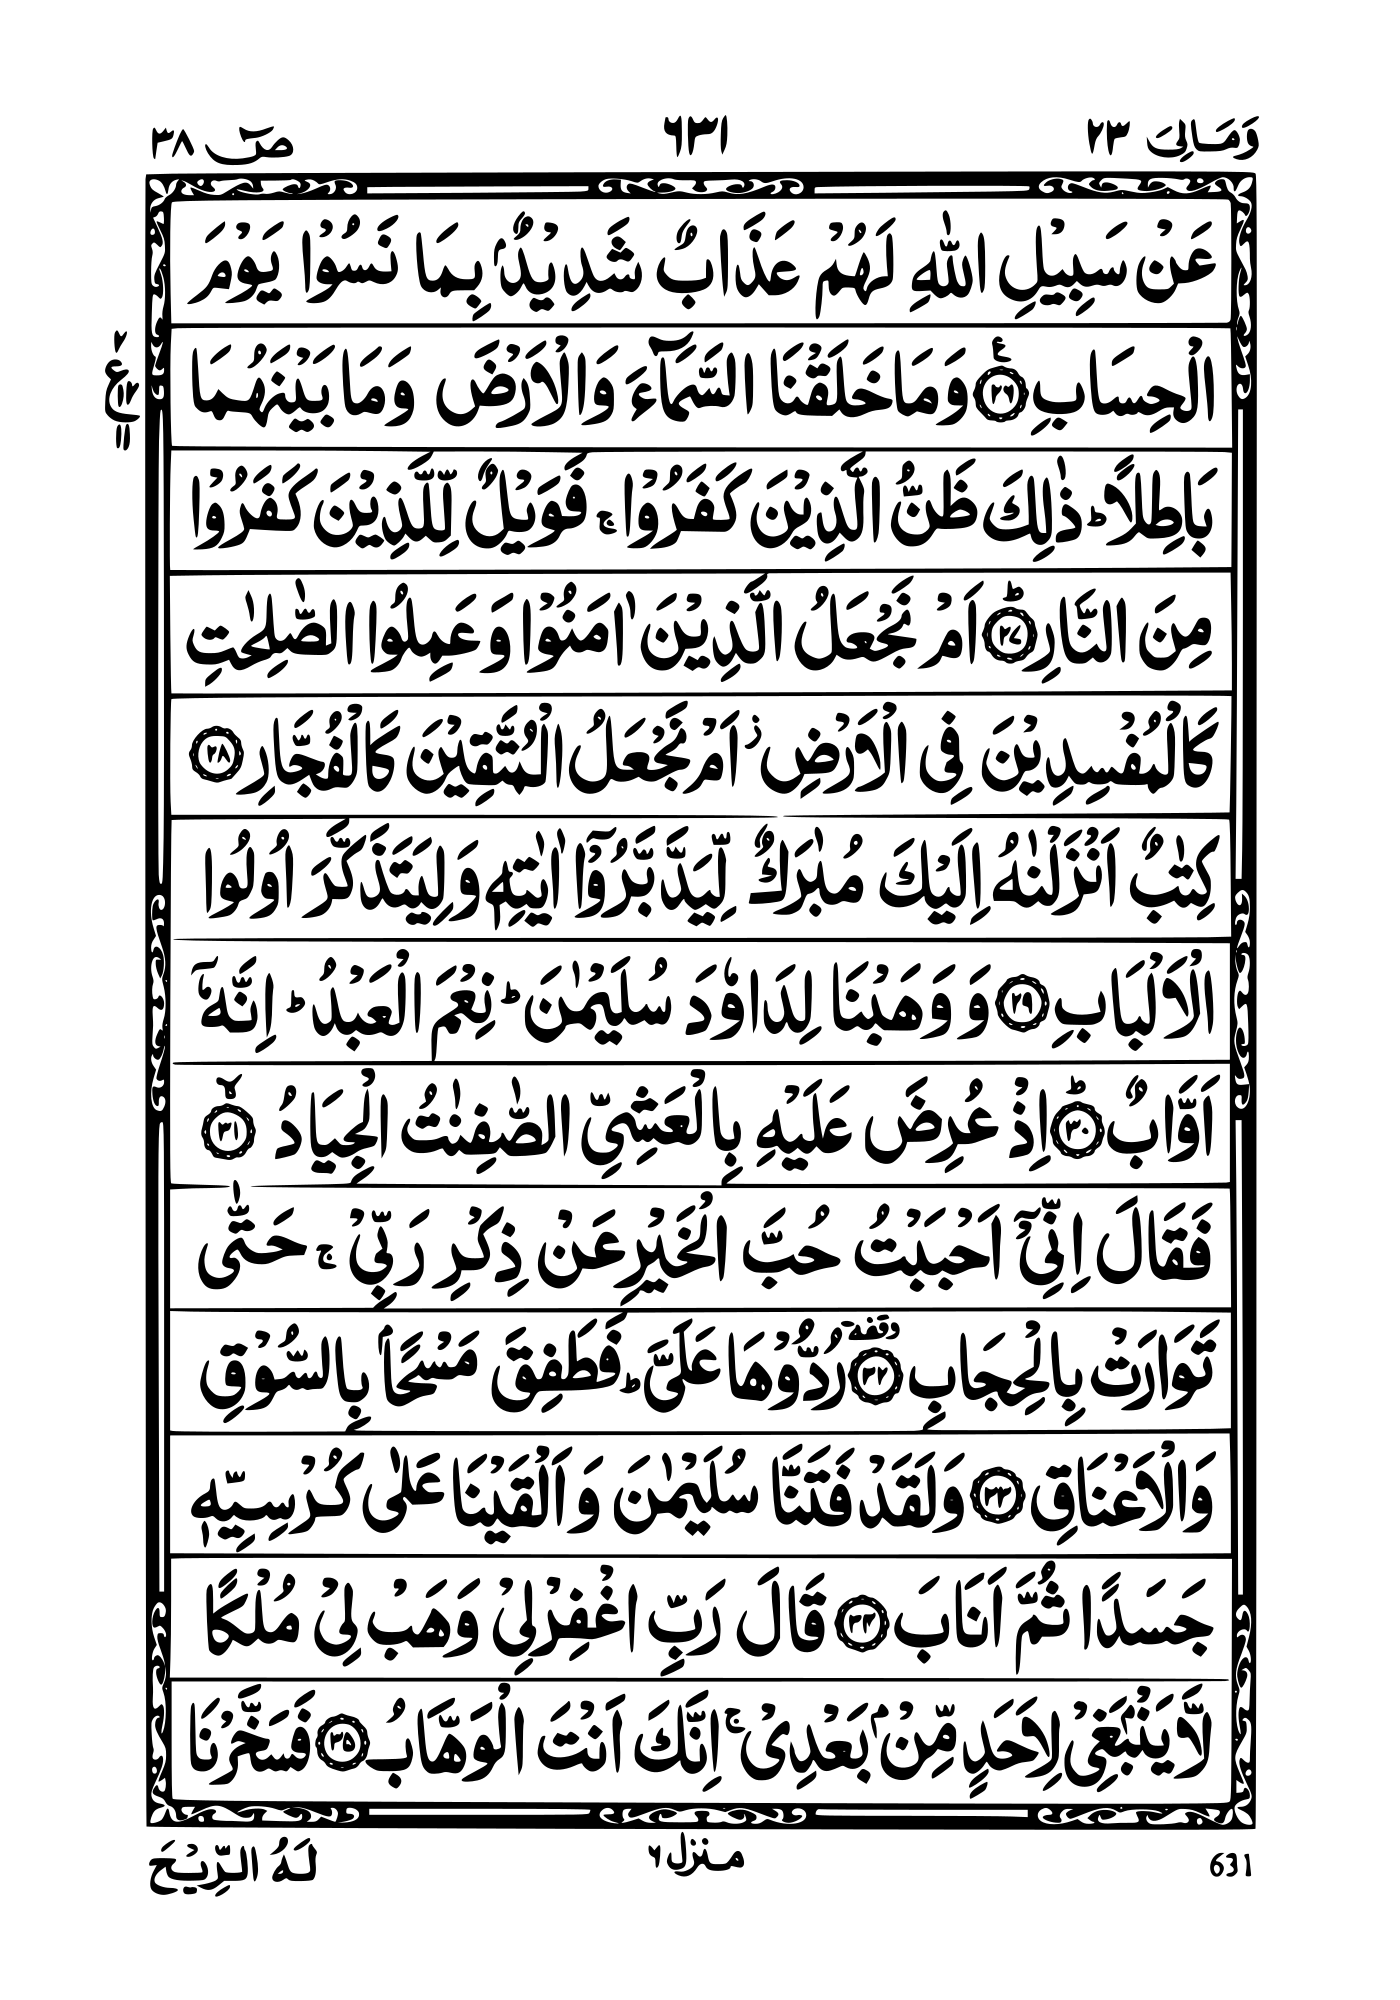 وَمَالِیَ ٢٣ ٦٣١ صٓ ٣٨
عَنْ سَبِیْلِ اللّٰهِ لَهُمْ عَذَابٌ شَدِیْدٌۢ بِمَا نَسُوْا یَوْمَ
الْحِسَابِ ۟۠ ﴿٢٦﴾ وَمَا خَلَقْنَا السَّمَآءَ وَالْاَرْضَ وَمَا بَیْنَهُمَا
بَاطِلًا ؕ ذٰلِكَ ظَنُّ الَّذِیْنَ كَفَرُوْا ۚ فَوَیْلٌ لِّلَّذِیْنَ كَفَرُوْا
مِنَ النَّارِ ؕ ﴿٢٧﴾ اَمْ نَجْعَلُ الَّذِیْنَ اٰمَنُوْا وَعَمِلُوا الصّٰلِحٰتِ
كَالْمُفْسِدِیْنَ فِی الْاَرْضِ ؗ اَمْ نَجْعَلُ الْمُتَّقِیْنَ كَالْفُجَّارِ ﴿٢٨﴾
كِتٰبٌ اَنْزَلْنٰهُ اِلَیْكَ مُبٰرَكٌ لِّیَدَّبَّرُوْۤا اٰیٰتِهٖ وَلِیَتَذَكَّرَ اُولُوا
الْاَلْبَابِ ﴿٢٩﴾ وَ وَهَبْنَا لِدَاوٗدَ سُلَیْمٰنَ ؕ نِعْمَ الْعَبْدُ ؕ اِنَّهٗۤ
اَوَّابٌ ؕ ﴿٣٠﴾ اِذْ عُرِضَ عَلَیْهِ بِالْعَشِیِّ الصّٰفِنٰتُ الْجِیَادُ ۙ ﴿٣١﴾
فَقَالَ اِنِّیْۤ اَحْبَبْتُ حُبَّ الْخَیْرِ عَنْ ذِكْرِ رَبِّیْ ۚ حَتّٰی
تَوَارَتْ بِالْحِجَابِ ﴿٣٢﴾ وقفة رُدُّوْهَا عَلَیَّ ؕ فَطَفِقَ مَسْحًۢا بِالسُّوْقِ
وَالْاَعْنَاقِ ﴿٣٣﴾ وَلَقَدْ فَتَنَّا سُلَیْمٰنَ وَاَلْقَیْنَا عَلٰی كُرْسِیِّهٖ
جَسَدًا ثُمَّ اَنَابَ ﴿٣٤﴾ قَالَ رَبِّ اغْفِرْلِیْ وَهَبْ لِیْ مُلْكًا
لَّا یَنْۢبَغِیْ لِاَحَدٍ مِّنْۢ بَعْدِیْ ۚ اِنَّكَ اَنْتَ الْوَهَّابُ ﴿٣٥﴾ فَسَخَّرْنَا
٢
ع
١٢
١١
631 منزل ٦ لَهُ الرِّیْحَ